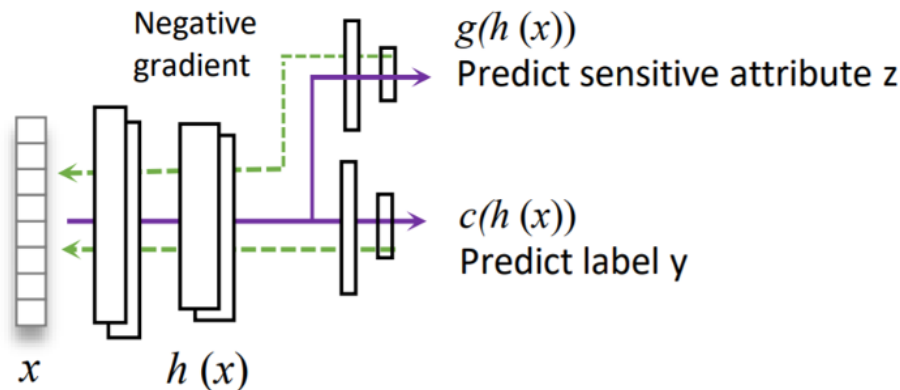 Negative
gradient
g(h (x))
Predict sensitive attribute z
c(h (x))
Predict label y
x
h (x)